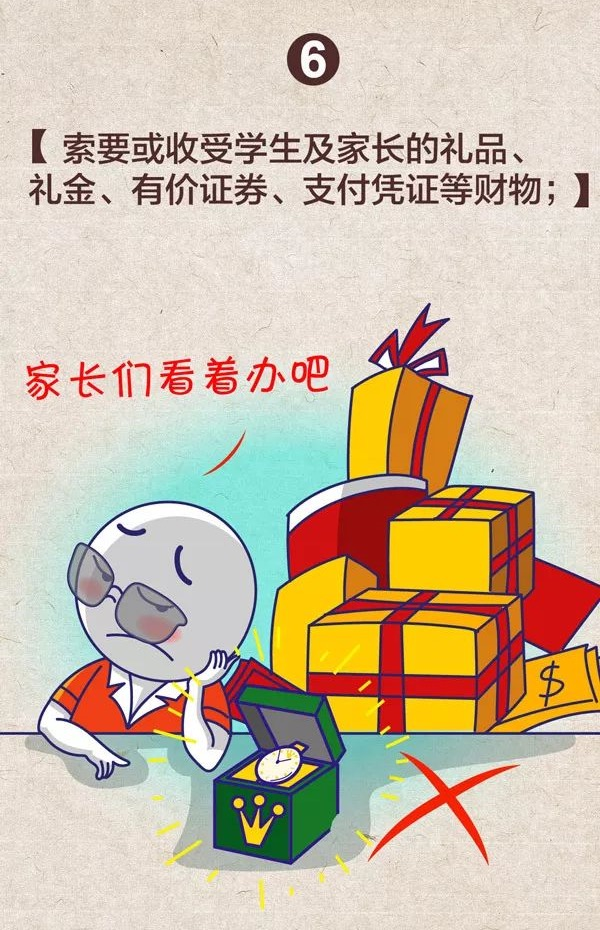 6
【 索要或收受学生及家长的礼品、
礼金、有价证券、支付凭证等财物；】
家长们看着办吧
$